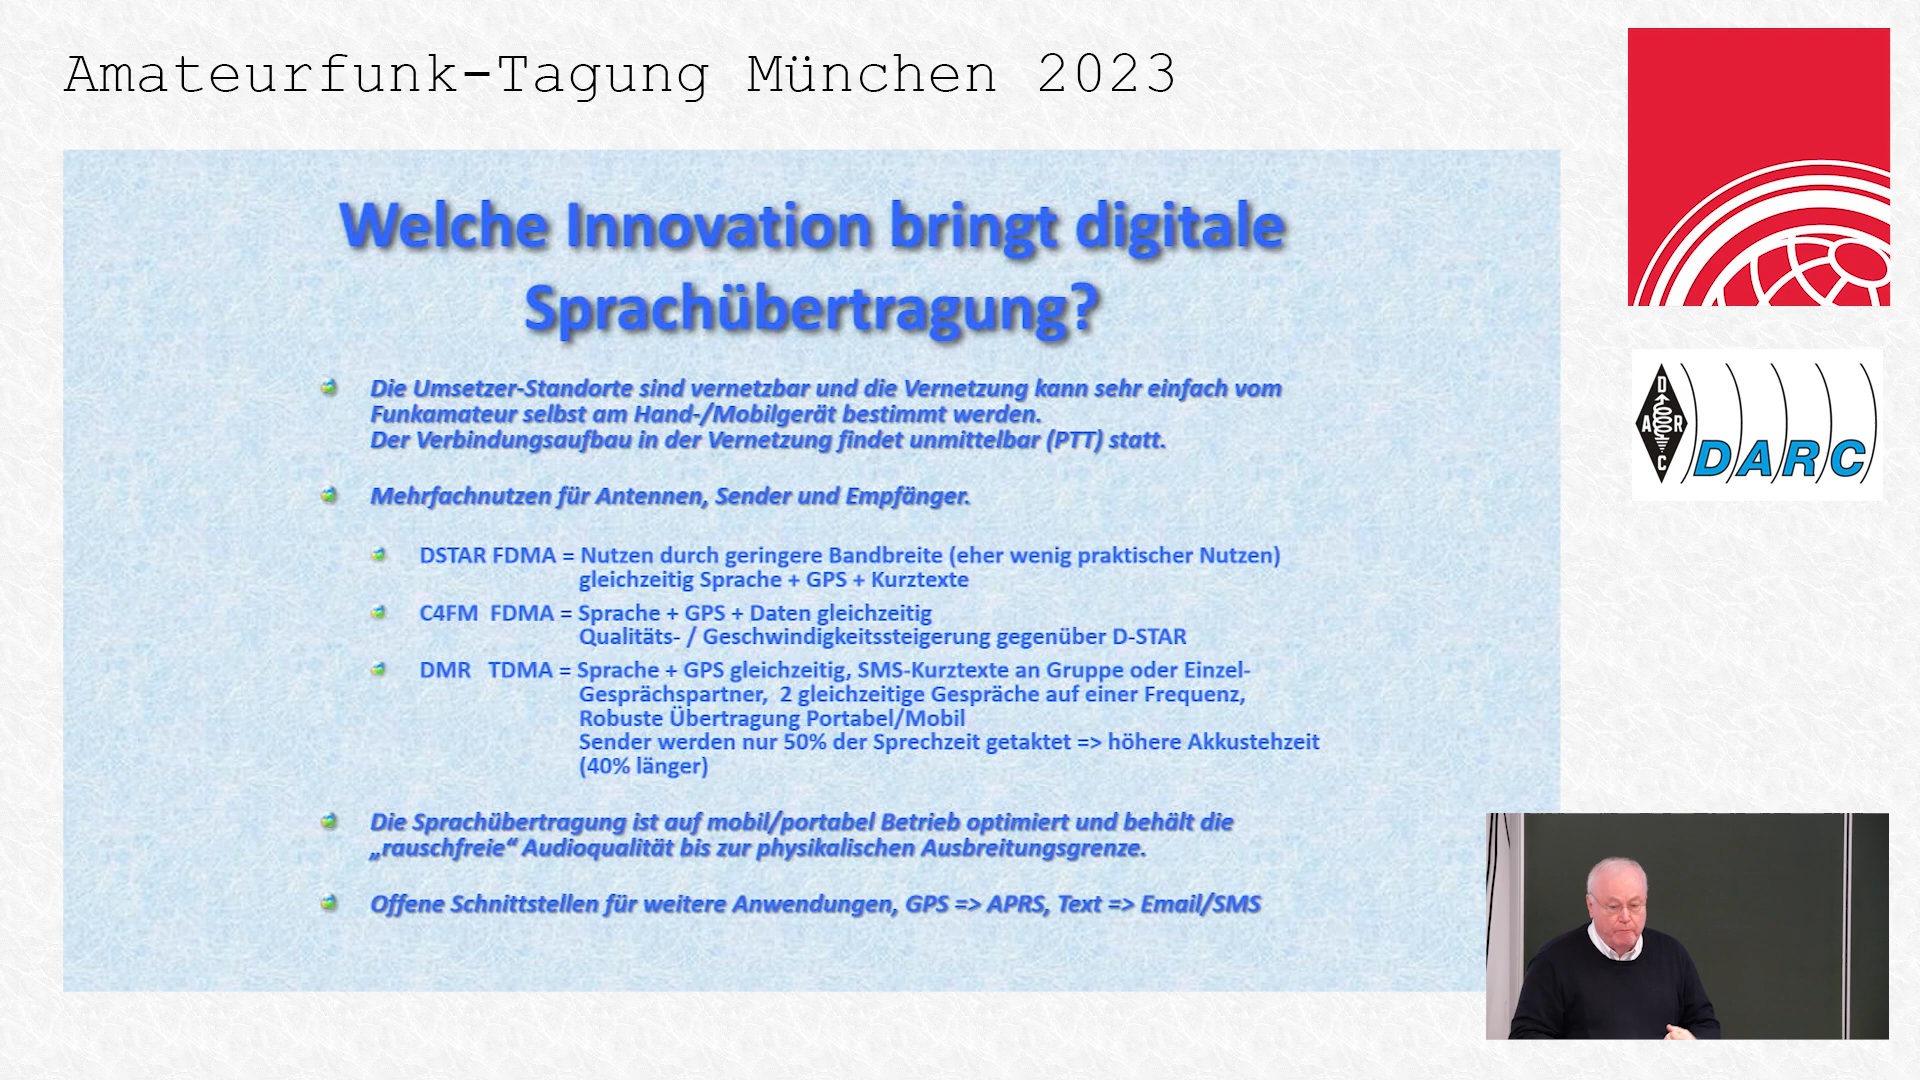 Amateurfunk-Tagung München 2023
Welche Innovation bringt digitale
Sprachübertragung?
Die Umsetzer-Standorte sind vernetzbar und die Vernetzung kann sehr einfach vom
Funkamateur selbst am Hand-/Mobilgerät bestimmt werden.
Der Verbindungsaufbau in der Vernetzung findet unmittelbar (PTT) statt.
Mehrfachnutzen für Antennen, Sender und Empfänger.
DSTAR FDMA = Nutzen durch geringere Bandbreite (eher wenig praktischer Nutzen)
gleichzeitig Sprache + GPS + Kurztexte
C4FM FDMA = Sprache + GPS + Daten gleichzeitig
Qualitäts- / Geschwindigkeitssteigerung gegenüber D-STAR
DMR TDMA = Sprache + GPS gleichzeitig, SMS-Kurztexte an Gruppe oder Einzel-
Gesprächspartner, 2 gleichzeitige Gespräche auf einer Frequenz,
Robuste Übertragung Portabel/Mobil
Sender werden nur 50% der Sprechzeit getaktet => höhere Akkustehzeit
(40% länger)
Die Sprachübertragung ist auf mobil/portabel Betrieb optimiert und behält die
„rauschfreie“ Audioqualität bis zur physikalischen Ausbreitungsgrenze.
Offene Schnittstellen für weitere Anwendungen, GPS => APRS, Text => Email/SMS
D
A R
C
DARC